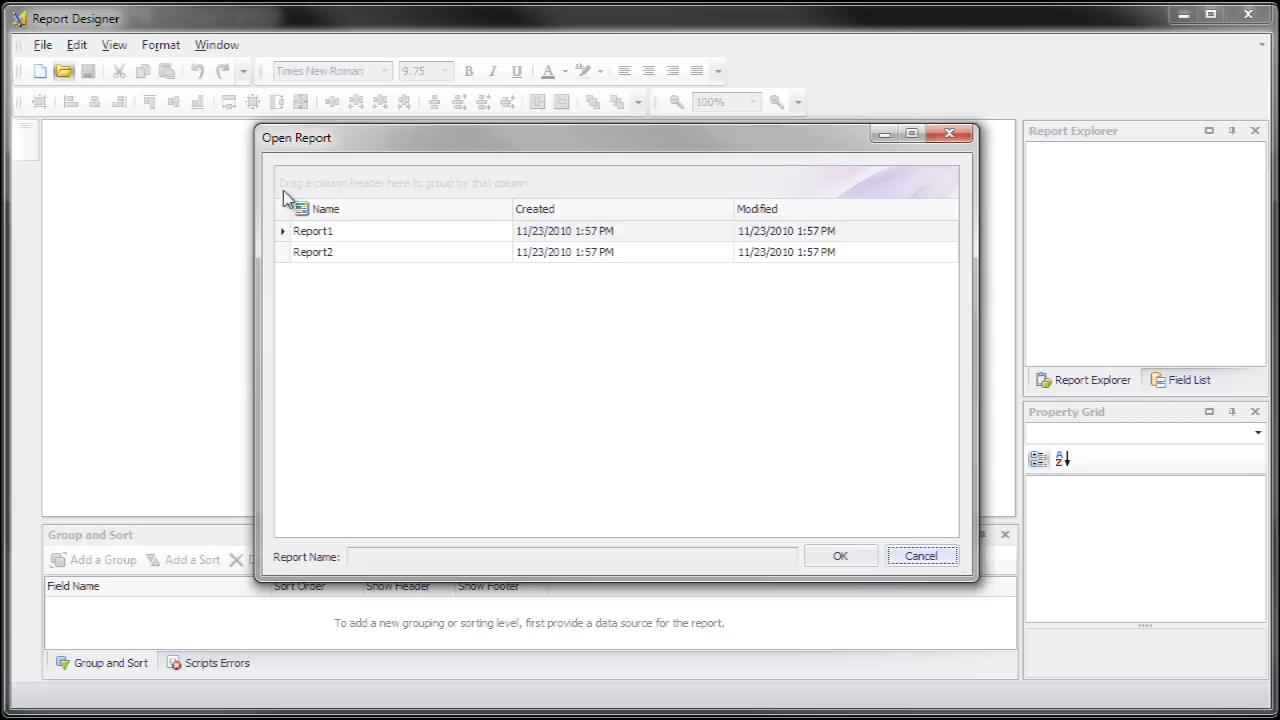 Report Designer
File Edit View Format Window
Times New Roman 9.75 B I U A ab
100%
Open Report
Report Explorer
Drag a column header here to group by that column
Name Created Modified
Report1 11/23/2010 1:57 PM 11/23/2010 1:57 PM
Report2 11/23/2010 1:57 PM 11/23/2010 1:57 PM
Report Explorer Field List
Property Grid
A
Z
Group and Sort
Report Name: OK Cancel
Add a Group Add a Sort D
Field Name Sort Order Show Header Show Footer
To add a new grouping or sorting level, first provide a data source for the report.
Group and Sort Scripts Errors